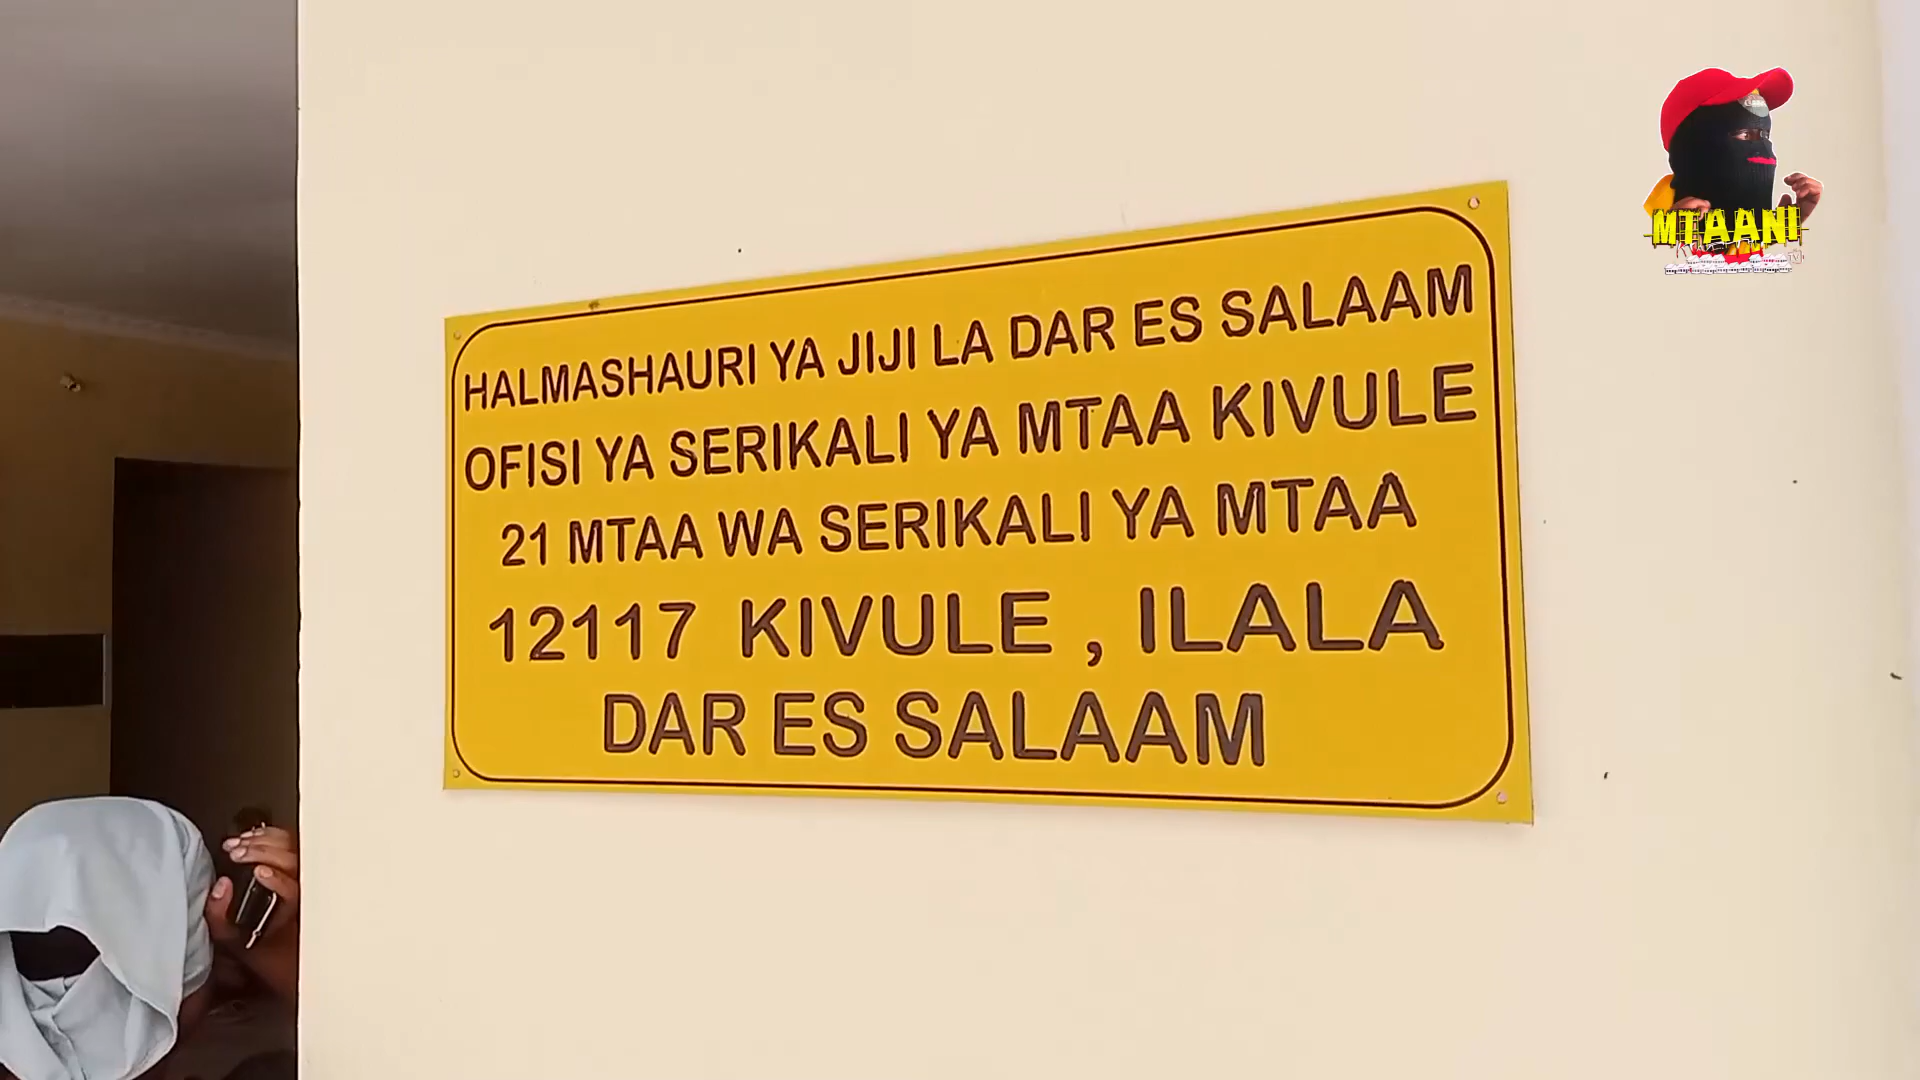 HALMASHAURI YA JIJI LA DAR ES SALAAM
OFISI YA SERIKALI YA MTAA KIVULE
21 MTAA WA SERIKALI YA MTAA
12117 KIVULE , ILALA
DAR ES SALAAM
MTAANI
TV